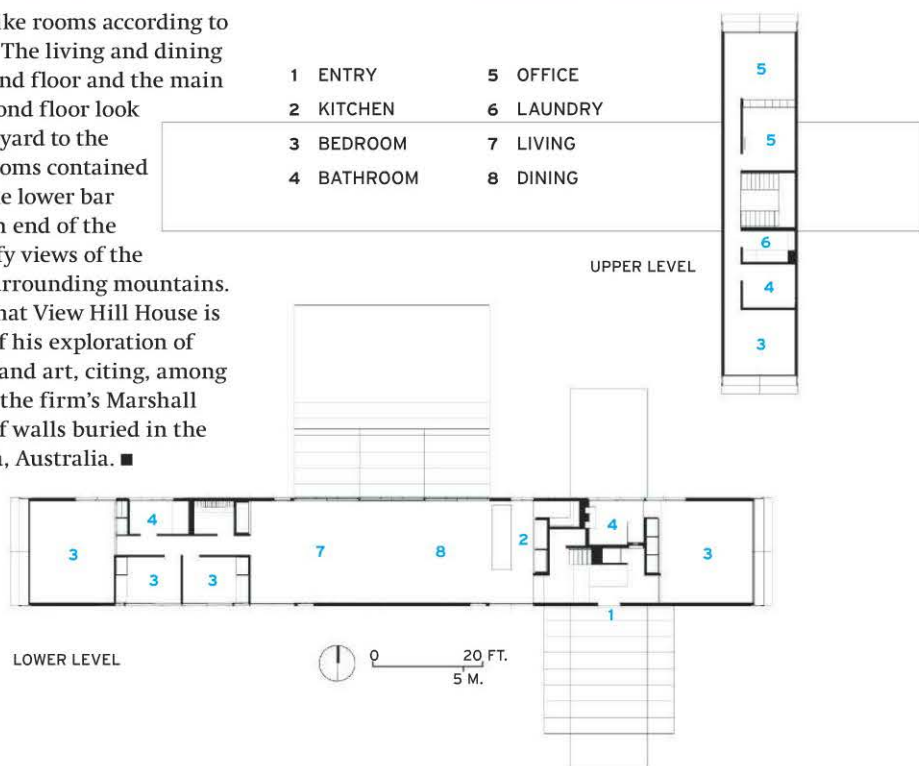 ike rooms according to
The living and dining
nd floor and the main
ond floor look
yard to the
oms contained
e lower bar
n end of the
fy views of the
urrounding mountains.
hat View Hill House is
f his exploration of
and art, citing, among
the firm's Marshall
f walls buried in the
a, Australia. ■
1 ENTRY
2 KITCHEN
3 BEDROOM
4 BATHROOM
5 OFFICE
6 LAUNDRY
7 LIVING
8 DINING
5
5
6
4
3
UPPER LEVEL
3
4
3
3
7
8
2
4
3
1
LOWER LEVEL
0 20 FT.
5 M.